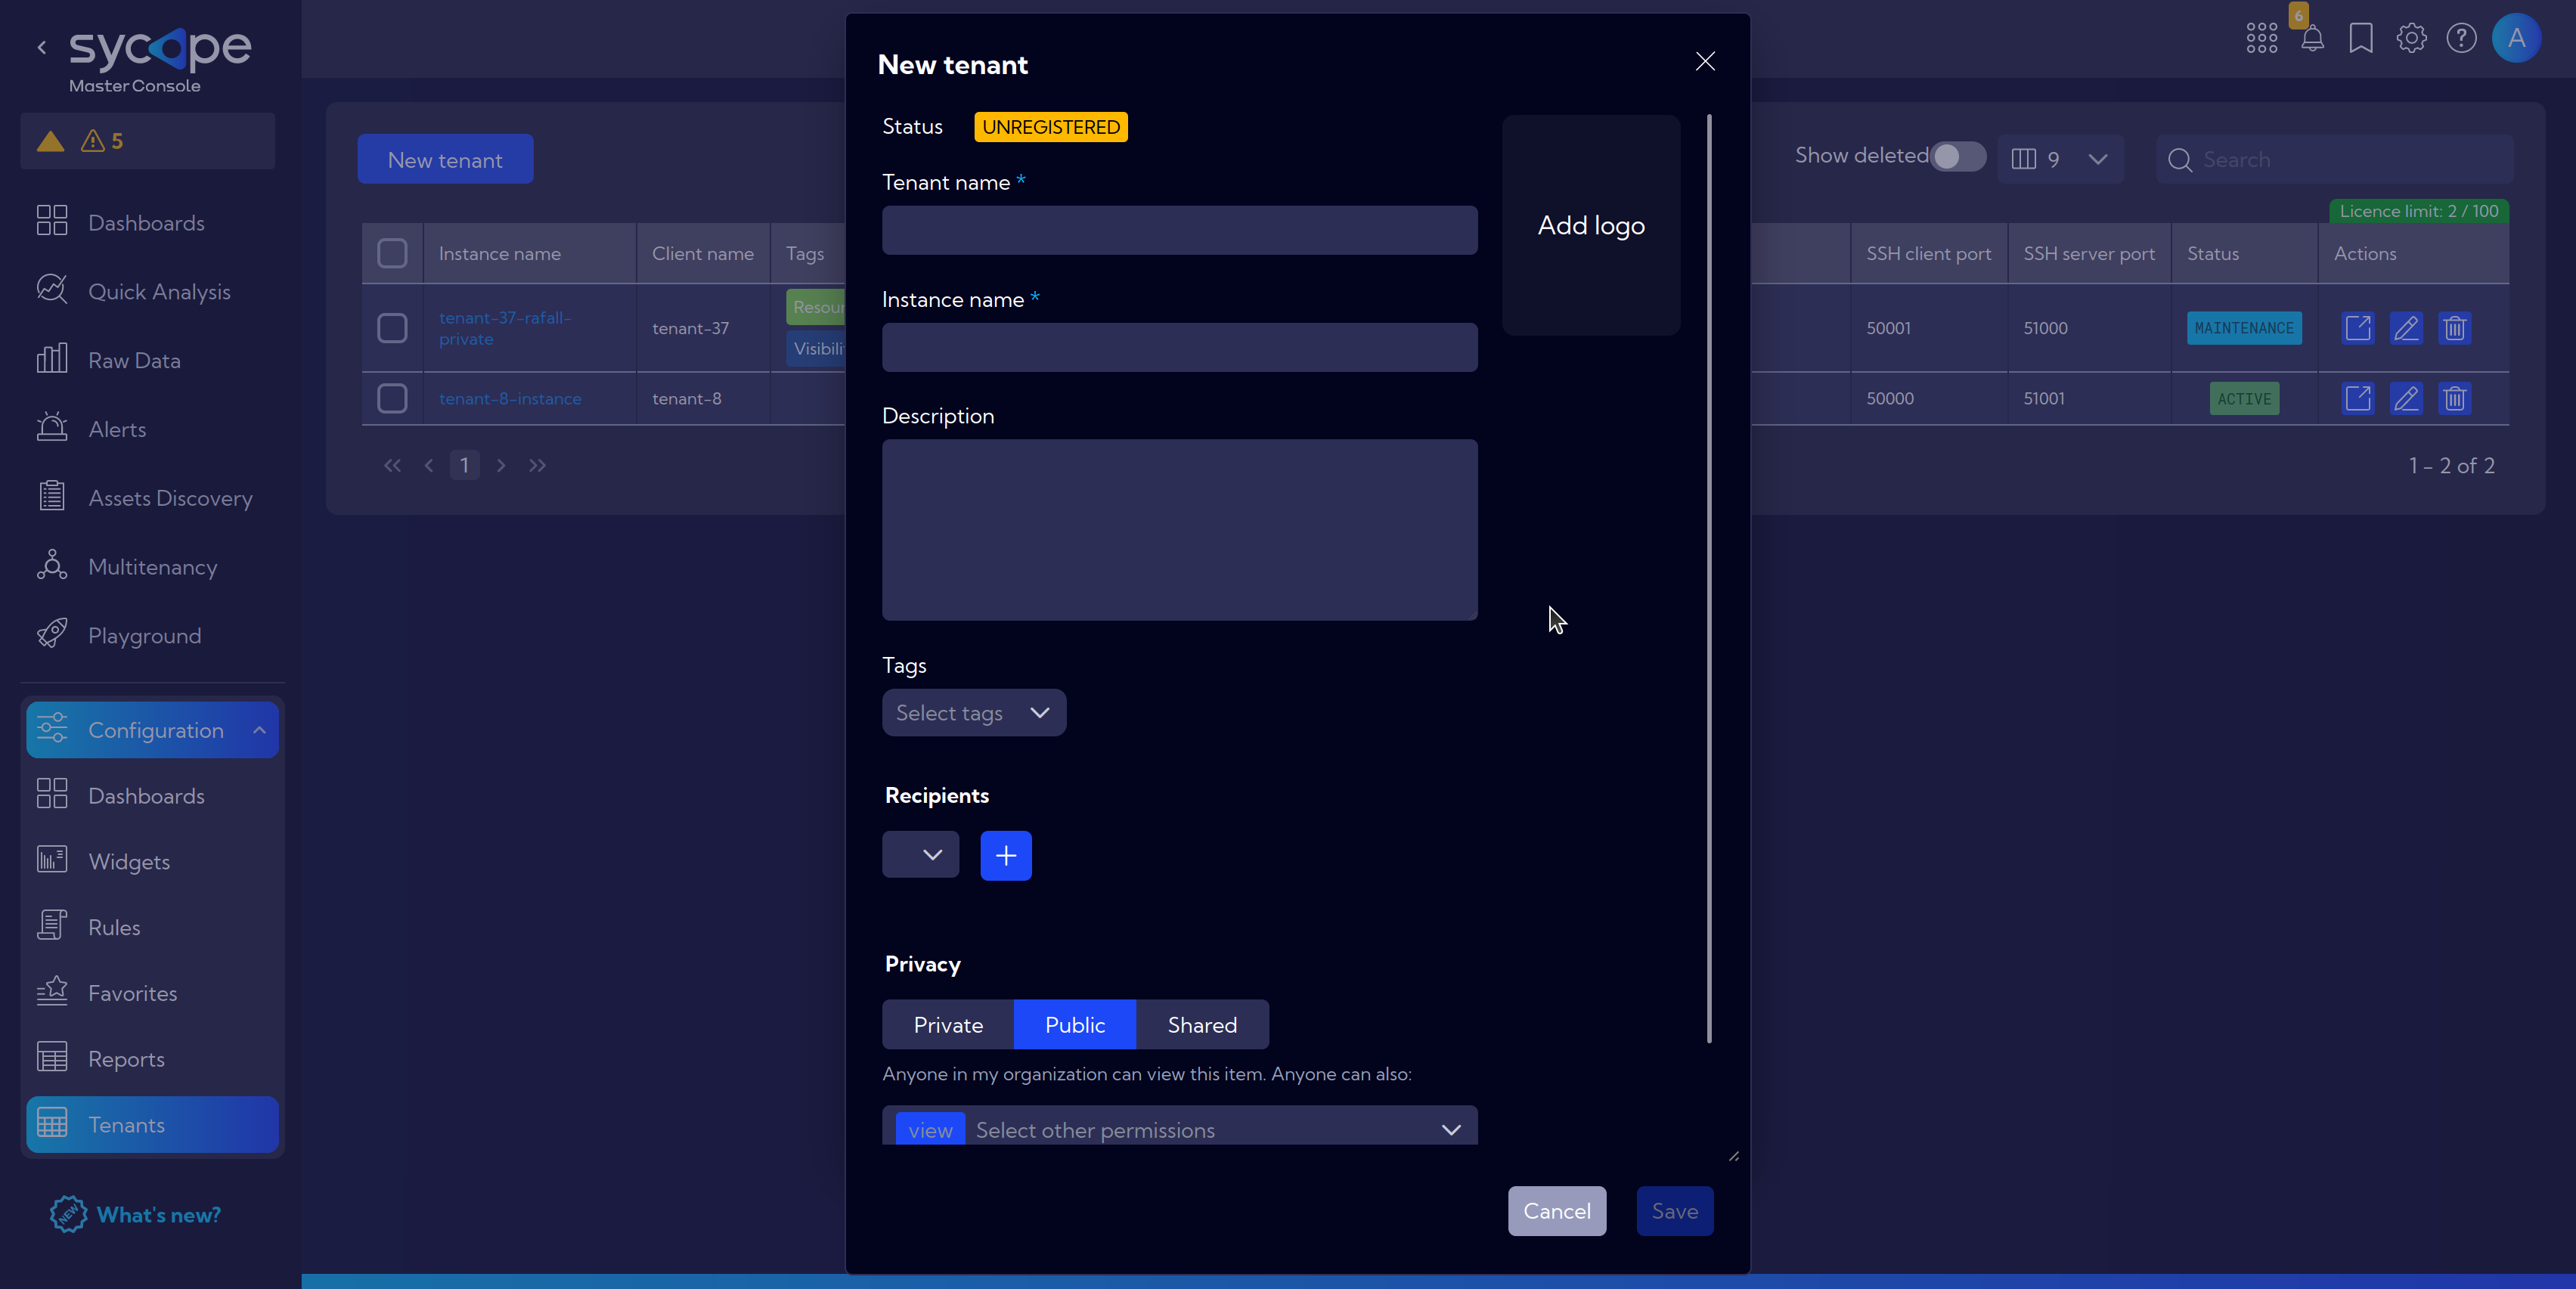 sycope
Master Console
5
Dashboards
Quick Analysis
Raw Data
Alerts
Assets Discovery
Multitenancy
Playground
Configuration
Dashboards
Widgets
Rules
Favorites
Reports
Tenants
NEW What's new?
6
A
New tenant
Show deleted
9
Search
Licence limit: 2 / 100
Instance name Client name Tags SSH client port SSH server port Status Actions
tenant-37-rafall-private tenant-37 Resour Visibili 50001 51000 MAINTENANCE
tenant-8-instance tenant-8 50000 51001 ACTIVE
1
1 - 2 of 2
New tenant
Status UNREGISTERED
Tenant name *
Add logo
Instance name *
Description
Tags
Select tags
Recipients
Privacy
Private Public Shared
Anyone in my organization can view this item. Anyone can also:
view Select other permissions
Cancel Save